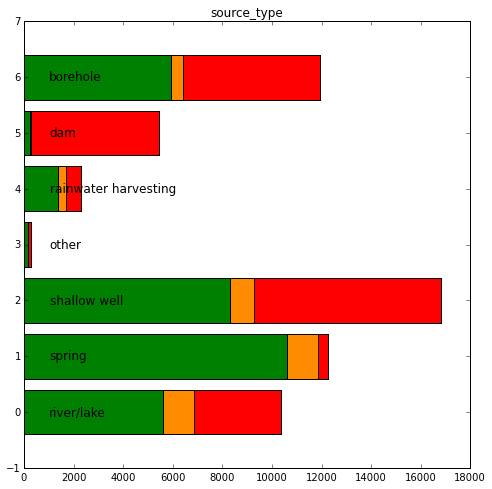 source_type
7
6
borehole
5
dam
4
rainwater harvesting
3
other
2
shallow well
1
spring
0
river/lake
−1
0 2000 4000 6000 8000 10000 12000 14000 16000 18000